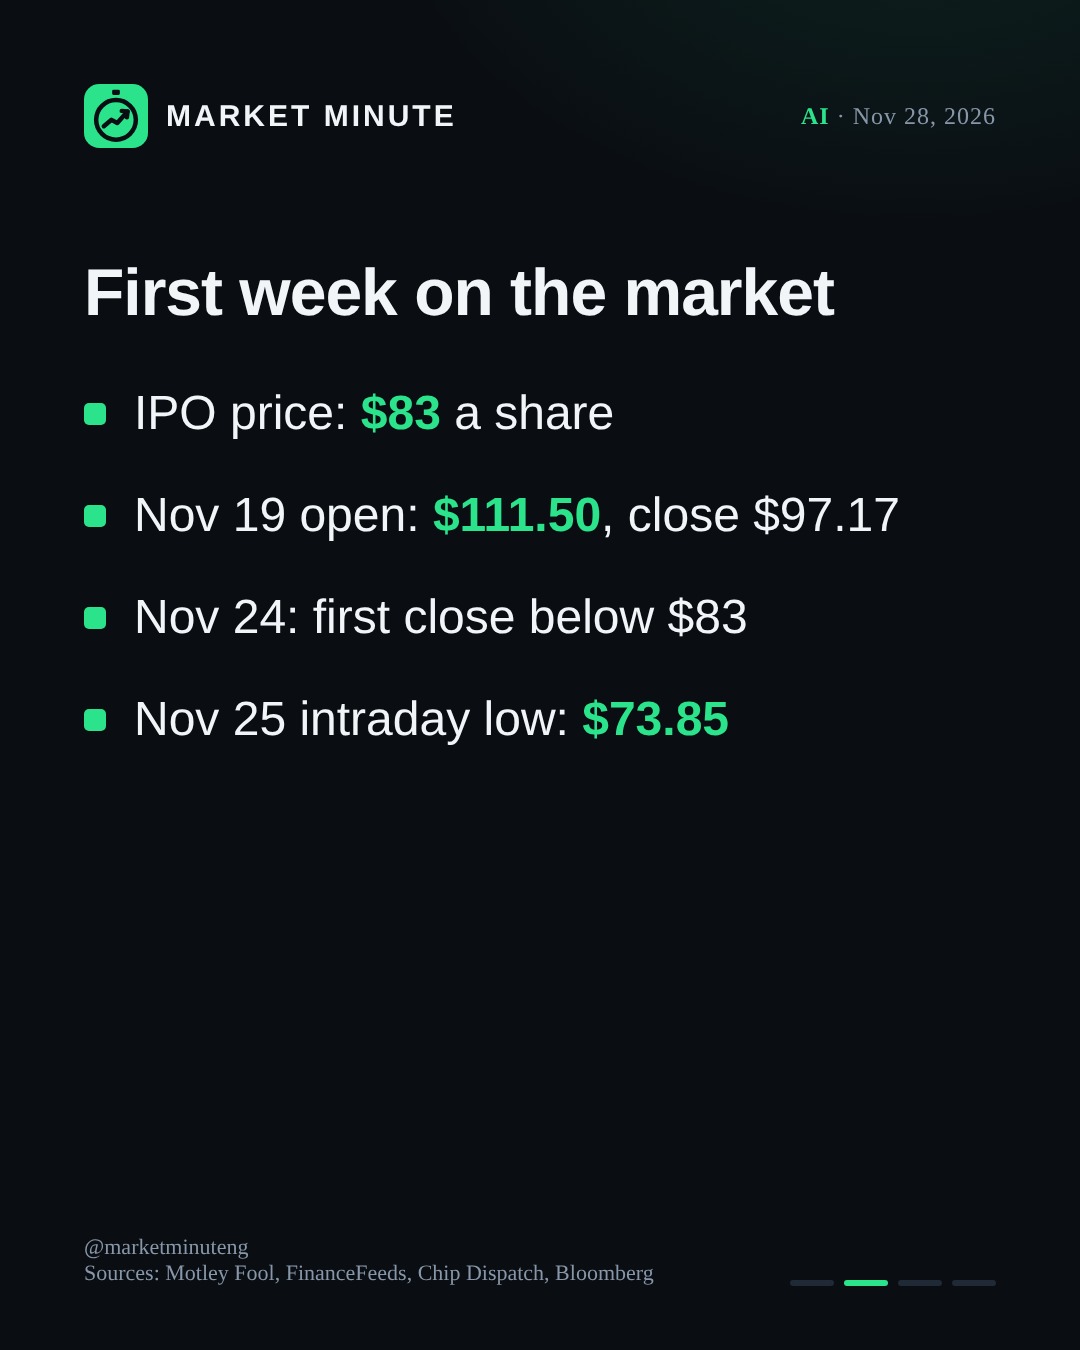 MARKET MINUTE
AI · Nov 28, 2026
First week on the market
IPO price: $83 a share
Nov 19 open: $111.50, close $97.17
Nov 24: first close below $83
Nov 25 intraday low: $73.85
@marketminuteng
Sources: Motley Fool, FinanceFeeds, Chip Dispatch, Bloomberg